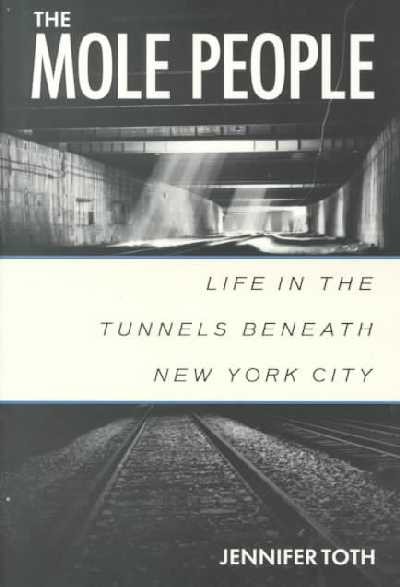 THE
MOLE PEOPLE
LIFE IN THE
TUNNELS BENEATH
NEW YORK CITY
JENNIFER TOTH